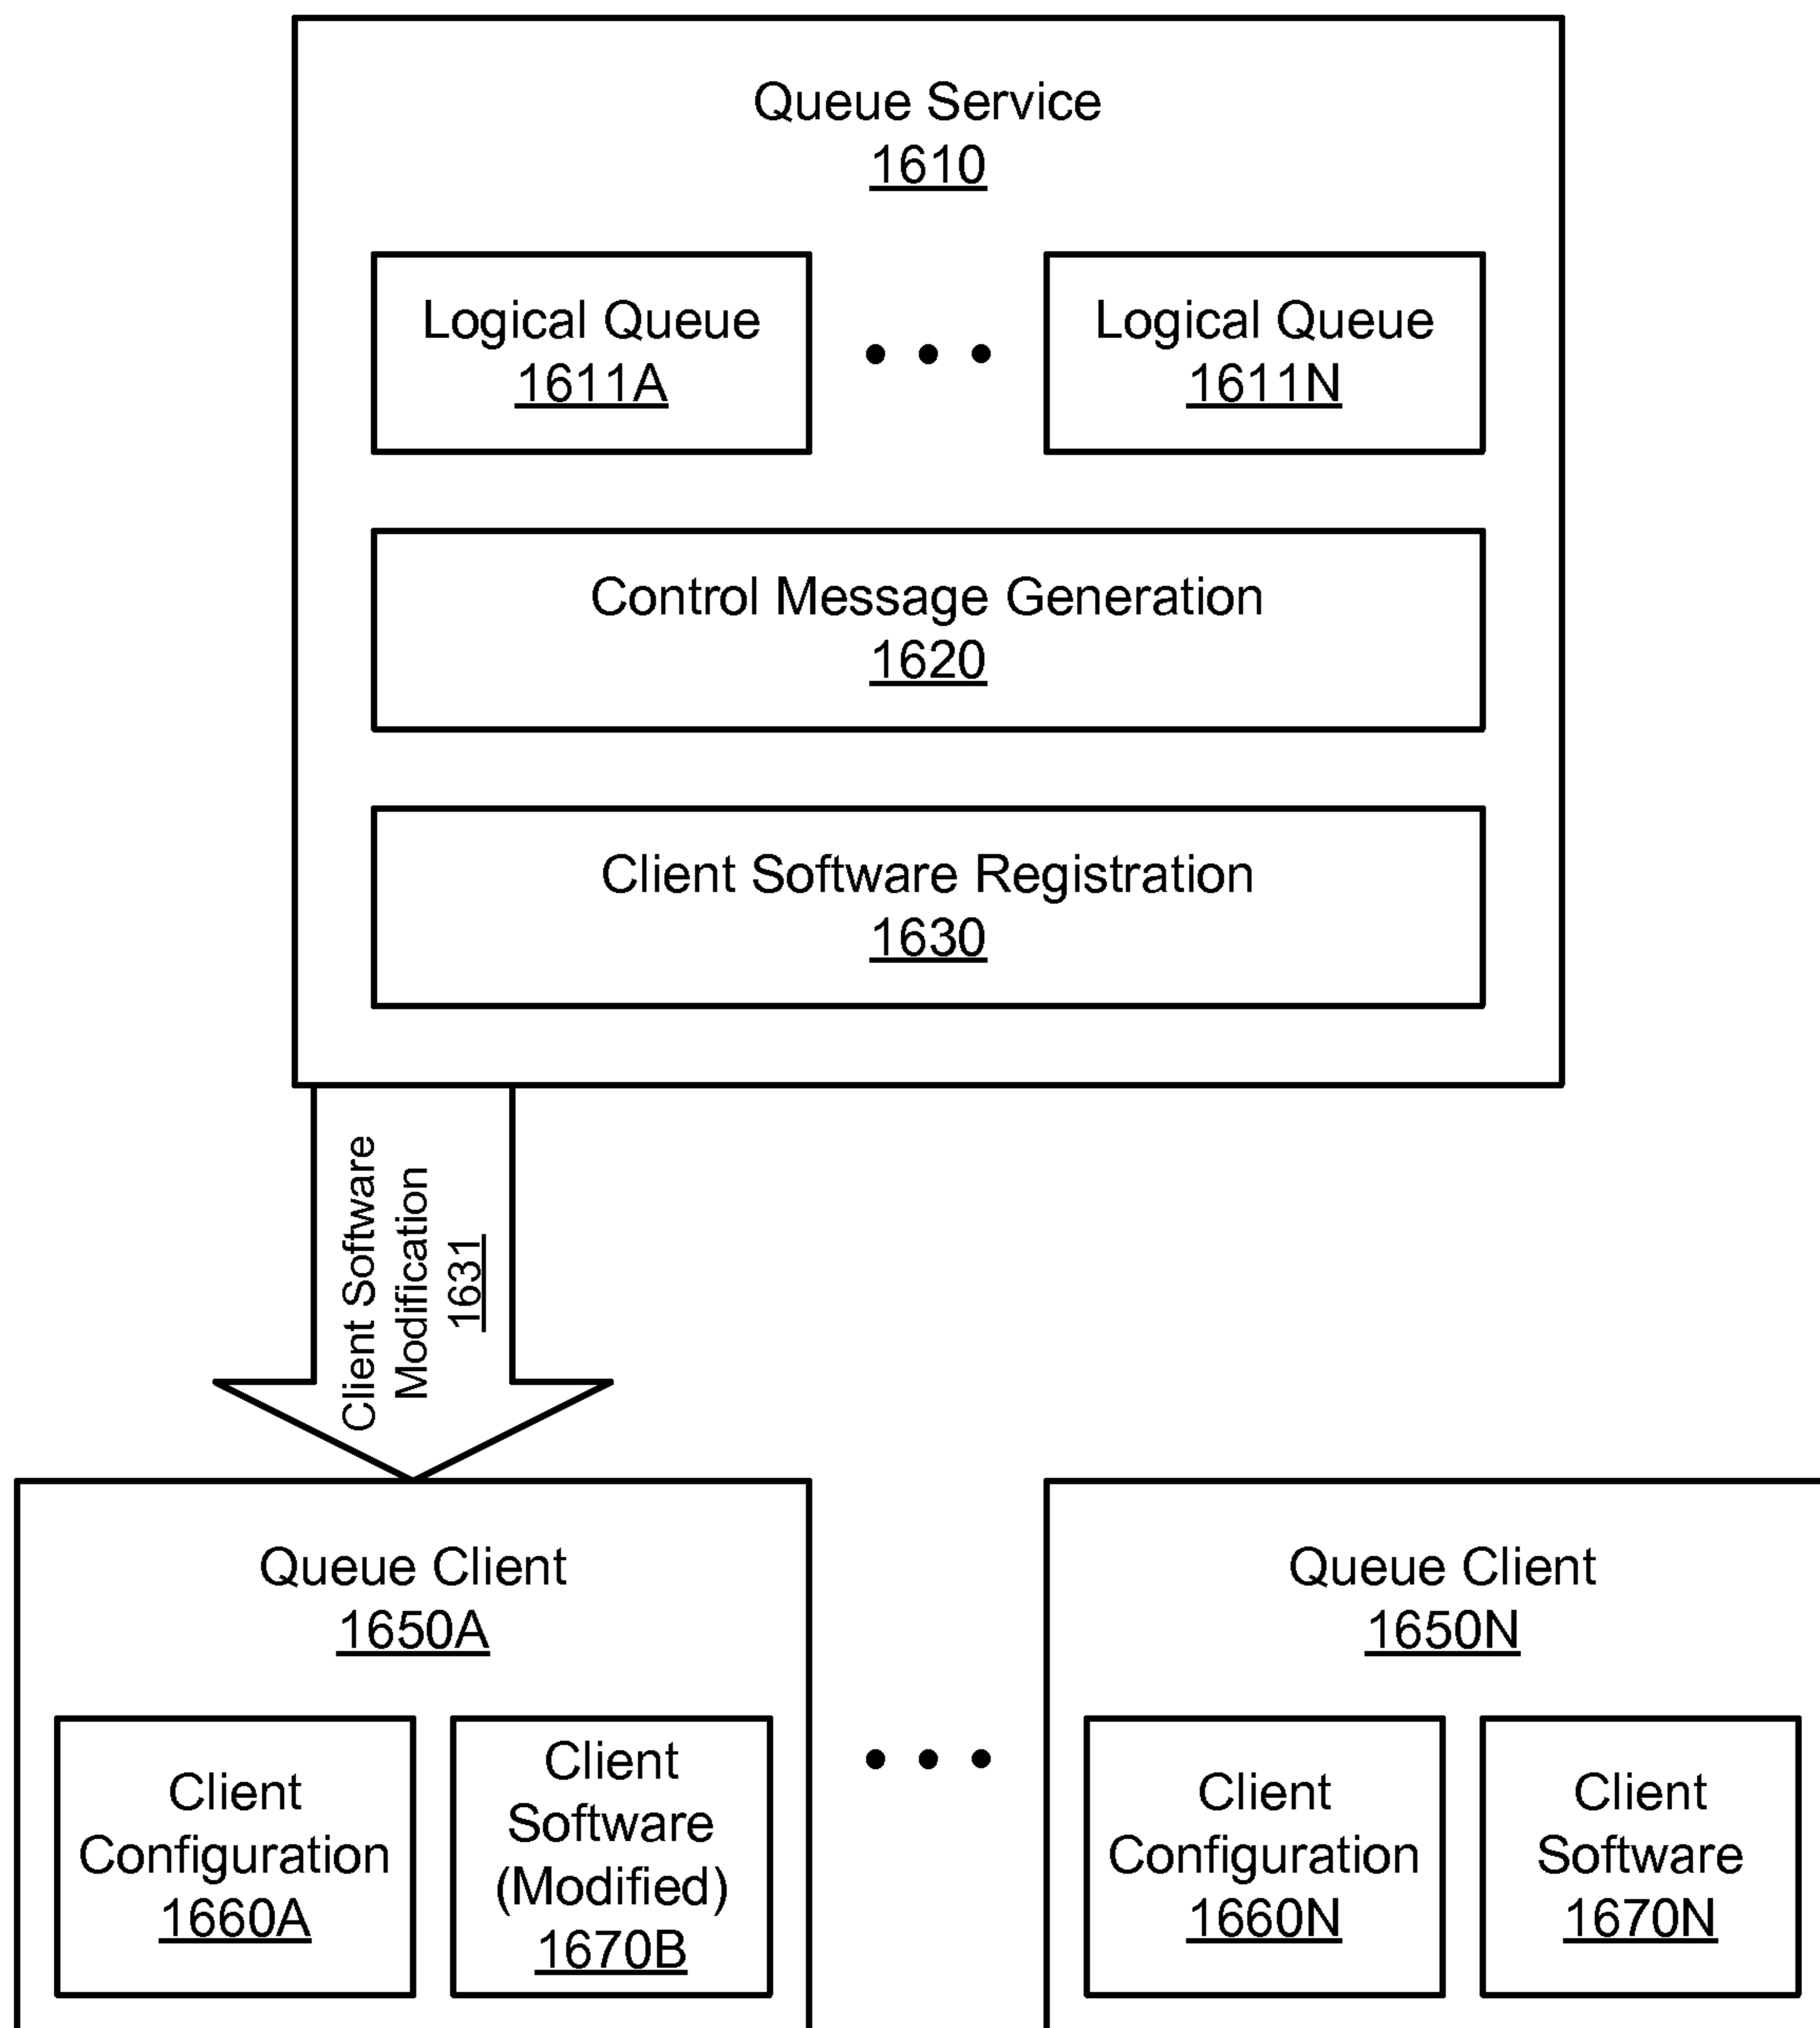 Queue Service
1610
Logical Queue
1611A
Logical Queue
1611N
Control Message Generation
1620
Client Software Registration
1630
Client Software
Modification
1631
Queue Client
1650A
Client
Configuration
1660A
Client
Software
(Modified)
1670B
Queue Client
1650N
Client
Configuration
1660N
Client
Software
1670N